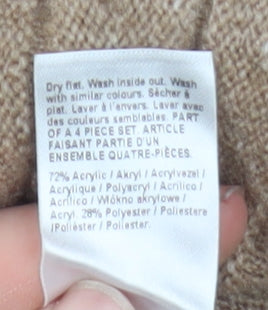 Dry flat. Wash inside out. Wash
with similar colours. Sécher à
plat. Laver à l'envers. Laver avec
des couleurs semblables. PART
OF A 4 PIECE SET. ARTICLE
FAISANT PARTIE D'UN
ENSEMBLE QUATRE-PIÈCES.
72% Acrylic / Akryl / Acrylvezel /
Acrylique / Polyacryl / Acrilico /
Acrílico / Włókno akrylowe /
Acryl. 28% Polyester / Poliestere
/Poliéster / Poliester.